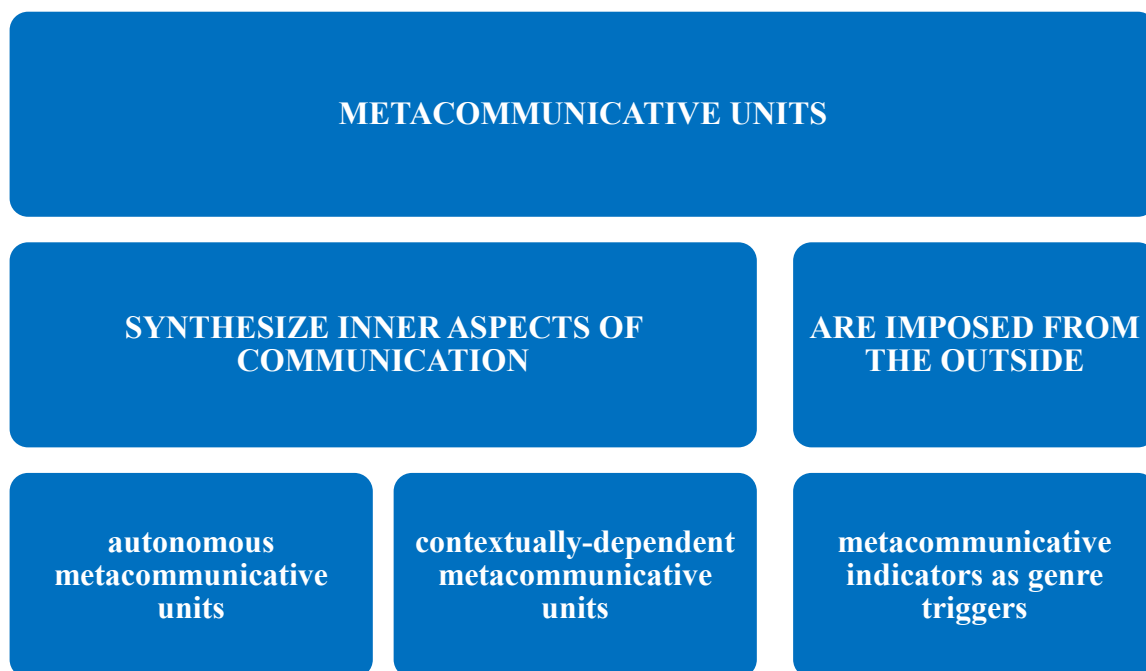 METACOMMUNICATIVE UNITS
SYNTHESIZE INNER ASPECTS OF
COMMUNICATION
ARE IMPOSED FROM
THE OUTSIDE
autonomous
metacommunicative
units
contextually-dependent
metacommunicative
units
metacommunicative
indicators as genre
triggers